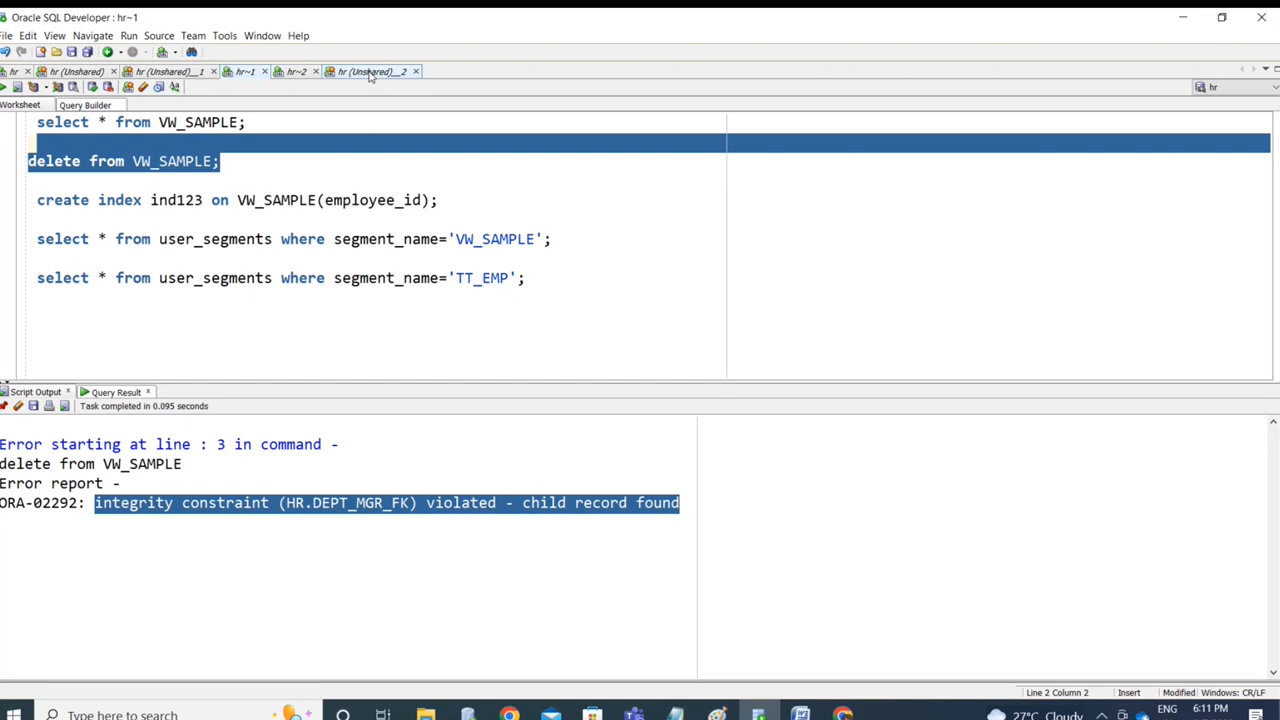 Oracle SQL Developer : hr~1
File Edit View Navigate Run Source Team Tools Window Help
hr hr (Unshared) hr (Unshared)__1 hr~1 hr~2 hr (Unshared)__2
hr
Worksheet Query Builder
select * from VW_SAMPLE;
delete from VW_SAMPLE;
create index ind123 on VW_SAMPLE(employee_id);
select * from user_segments where segment_name='VW_SAMPLE';
select * from user_segments where segment_name='TT_EMP';
Script Output Query Result
Task completed in 0.095 seconds
Error starting at line : 3 in command -
delete from VW_SAMPLE
Error report -
ORA-02292: integrity constraint (HR.DEPT_MGR_FK) violated - child record found
Line 2 Column 2 Insert Modified Windows: CR/LF
Type here to search
27°C Cloudy ENG 6:11 PM